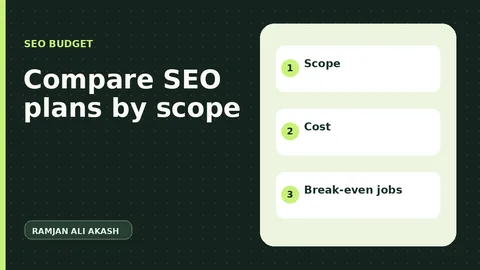 SEO BUDGET
Compare SEO
plans by scope
RAMJAN ALI AKASH
1 Scope
2 Cost
3 Break-even jobs